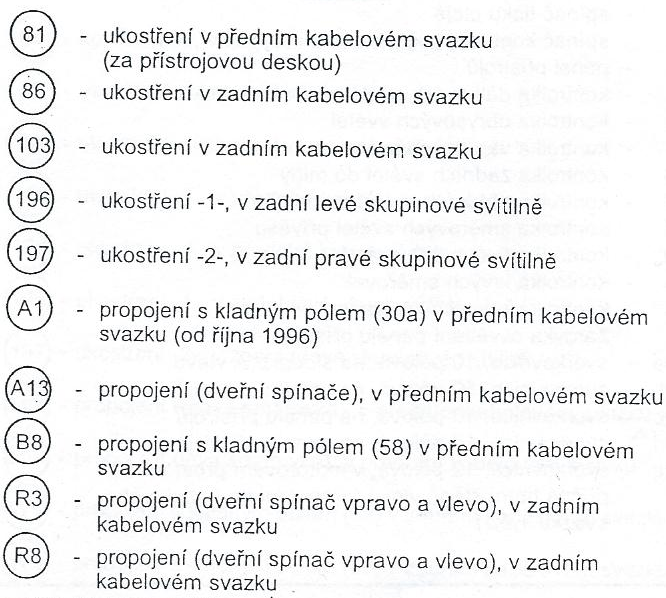 81 - ukostření v předním kabelovém svazku
(za přístrojovou deskou)
86 - ukostření v zadním kabelovém svazku
103 - ukostření v zadním kabelovém svazku
196 - ukostření -1-, v zadní levé skupinové svítilně
197 - ukostření -2-, v zadní pravé skupinové svítilně
A1 - propojení s kladným pólem (30a) v předním kabelovém
svazku (od října 1996)
A13 - propojení (dveřní spínače), v předním kabelovém svazku
B8 - propojení s kladným pólem (58) v předním kabelovém
svazku
R3 - propojení (dveřní spínač vpravo a vlevo), v zadním
kabelovém svazku
R8 - propojení (dveřní spínač vpravo a vlevo), v zadním
kabelovém svazku